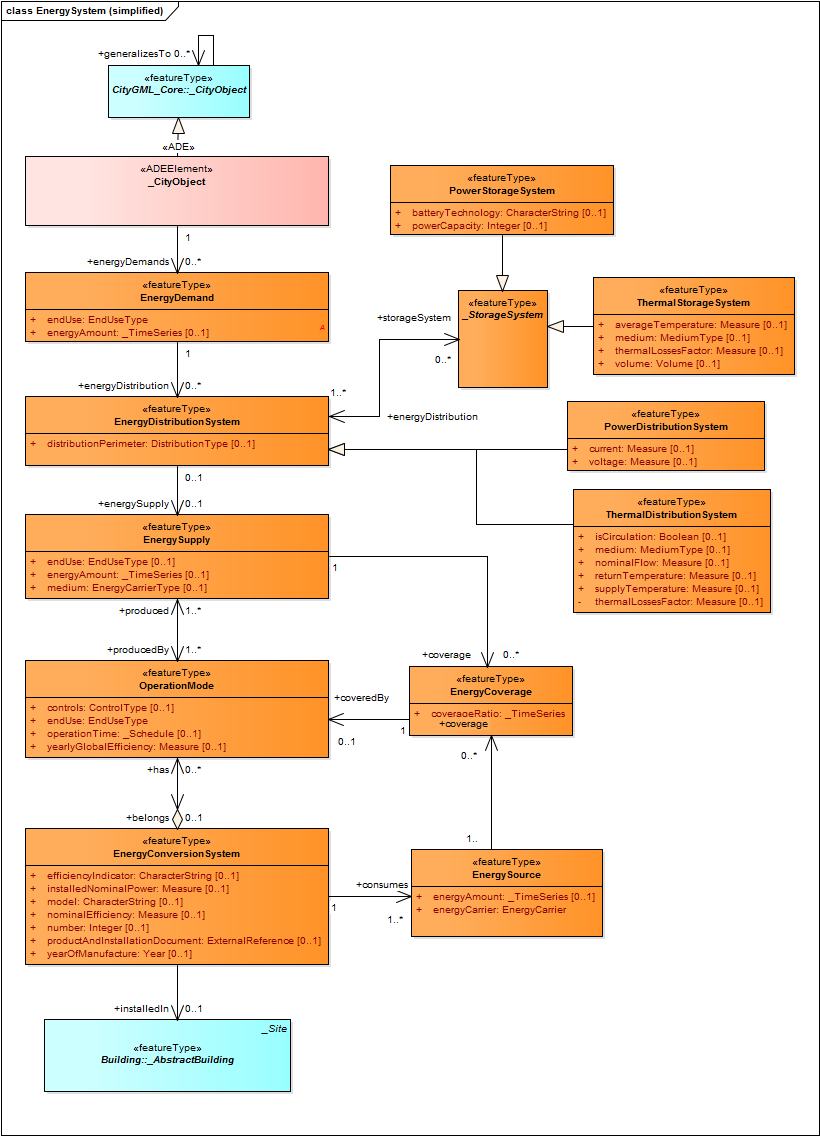 class EnergySystem (simplified)
+generalizesTo 0..*
«featureType»
CityGML_Core::_CityObject
«ADE»
«ADEElement»
_CityObject
1
+energyDemands 0..*
«featureType»
EnergyDemand
+ endUse: EndUseType
+ energyAmount: _TimeSeries [0..1]
A
1
+energyDistribution 0..*
«featureType»
EnergyDistributionSystem
+ distributionPerimeter: DistributionType [0..1]
0..1
+energySupply 0..1
«featureType»
EnergySupply
+ endUse: EndUseType [0..1]
+ energyAmount: _TimeSeries [0..1]
+ medium: EnergyCarrierType [0..1]
1
+produced 1..*
+producedBy 1..*
«featureType»
OperationMode
+ controls: ControlType [0..1]
+ endUse: EndUseType
+ operationTime: _Schedule [0..1]
+ yearlyGlobalEfficiency: Measure [0..1]
+has 0..*
+belongs 0..1
«featureType»
EnergyConversionSystem
+ efficiencyIndicator: CharacterString [0..1]
+ installedNominalPower: Measure [0..1]
+ model: CharacterString [0..1]
+ nominalEfficiency: Measure [0..1]
+ number: Integer [0..1]
+ productAndInstallationDocument: ExternalReference [0..1]
+ yearOfManufacture: Year [0..1]
+installedIn 0..1
_Site
«featureType»
Building::_AbstractBuilding
«featureType»
PowerStorageSystem
+ batteryTechnology: CharacterString [0..1]
+ powerCapacity: Integer [0..1]
«featureType»
_StorageSystem
+storageSystem
0..*
1..*
+energyDistribution
«featureType»
ThermalStorageSystem
+ averageTemperature: Measure [0..1]
+ medium: MediumType [0..1]
+ thermalLossesFactor: Measure [0..1]
+ volume: Volume [0..1]
«featureType»
PowerDistributionSystem
+ current: Measure [0..1]
+ voltage: Measure [0..1]
«featureType»
ThermalDistributionSystem
+ isCirculation: Boolean [0..1]
+ medium: MediumType [0..1]
+ nominalFlow: Measure [0..1]
+ returnTemperature: Measure [0..1]
+ supplyTemperature: Measure [0..1]
- thermalLossesFactor: Measure [0..1]
+coverage 0..*
«featureType»
EnergyCoverage
+ coverageRatio: _TimeSeries
+coverage
+coveredBy
0..1
1
0..*
1..
«featureType»
EnergySource
+ energyAmount: _TimeSeries [0..1]
+ energyCarrier: EnergyCarrier
+consumes
1
1..*